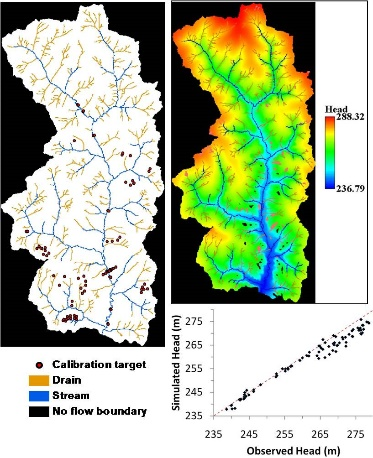 Head
288.32
236.79
Calibration target
Drain
Stream
No flow boundary
Simulated Head (m)
275
265
255
245
235
235
245
255
265
275
Observed Head (m)